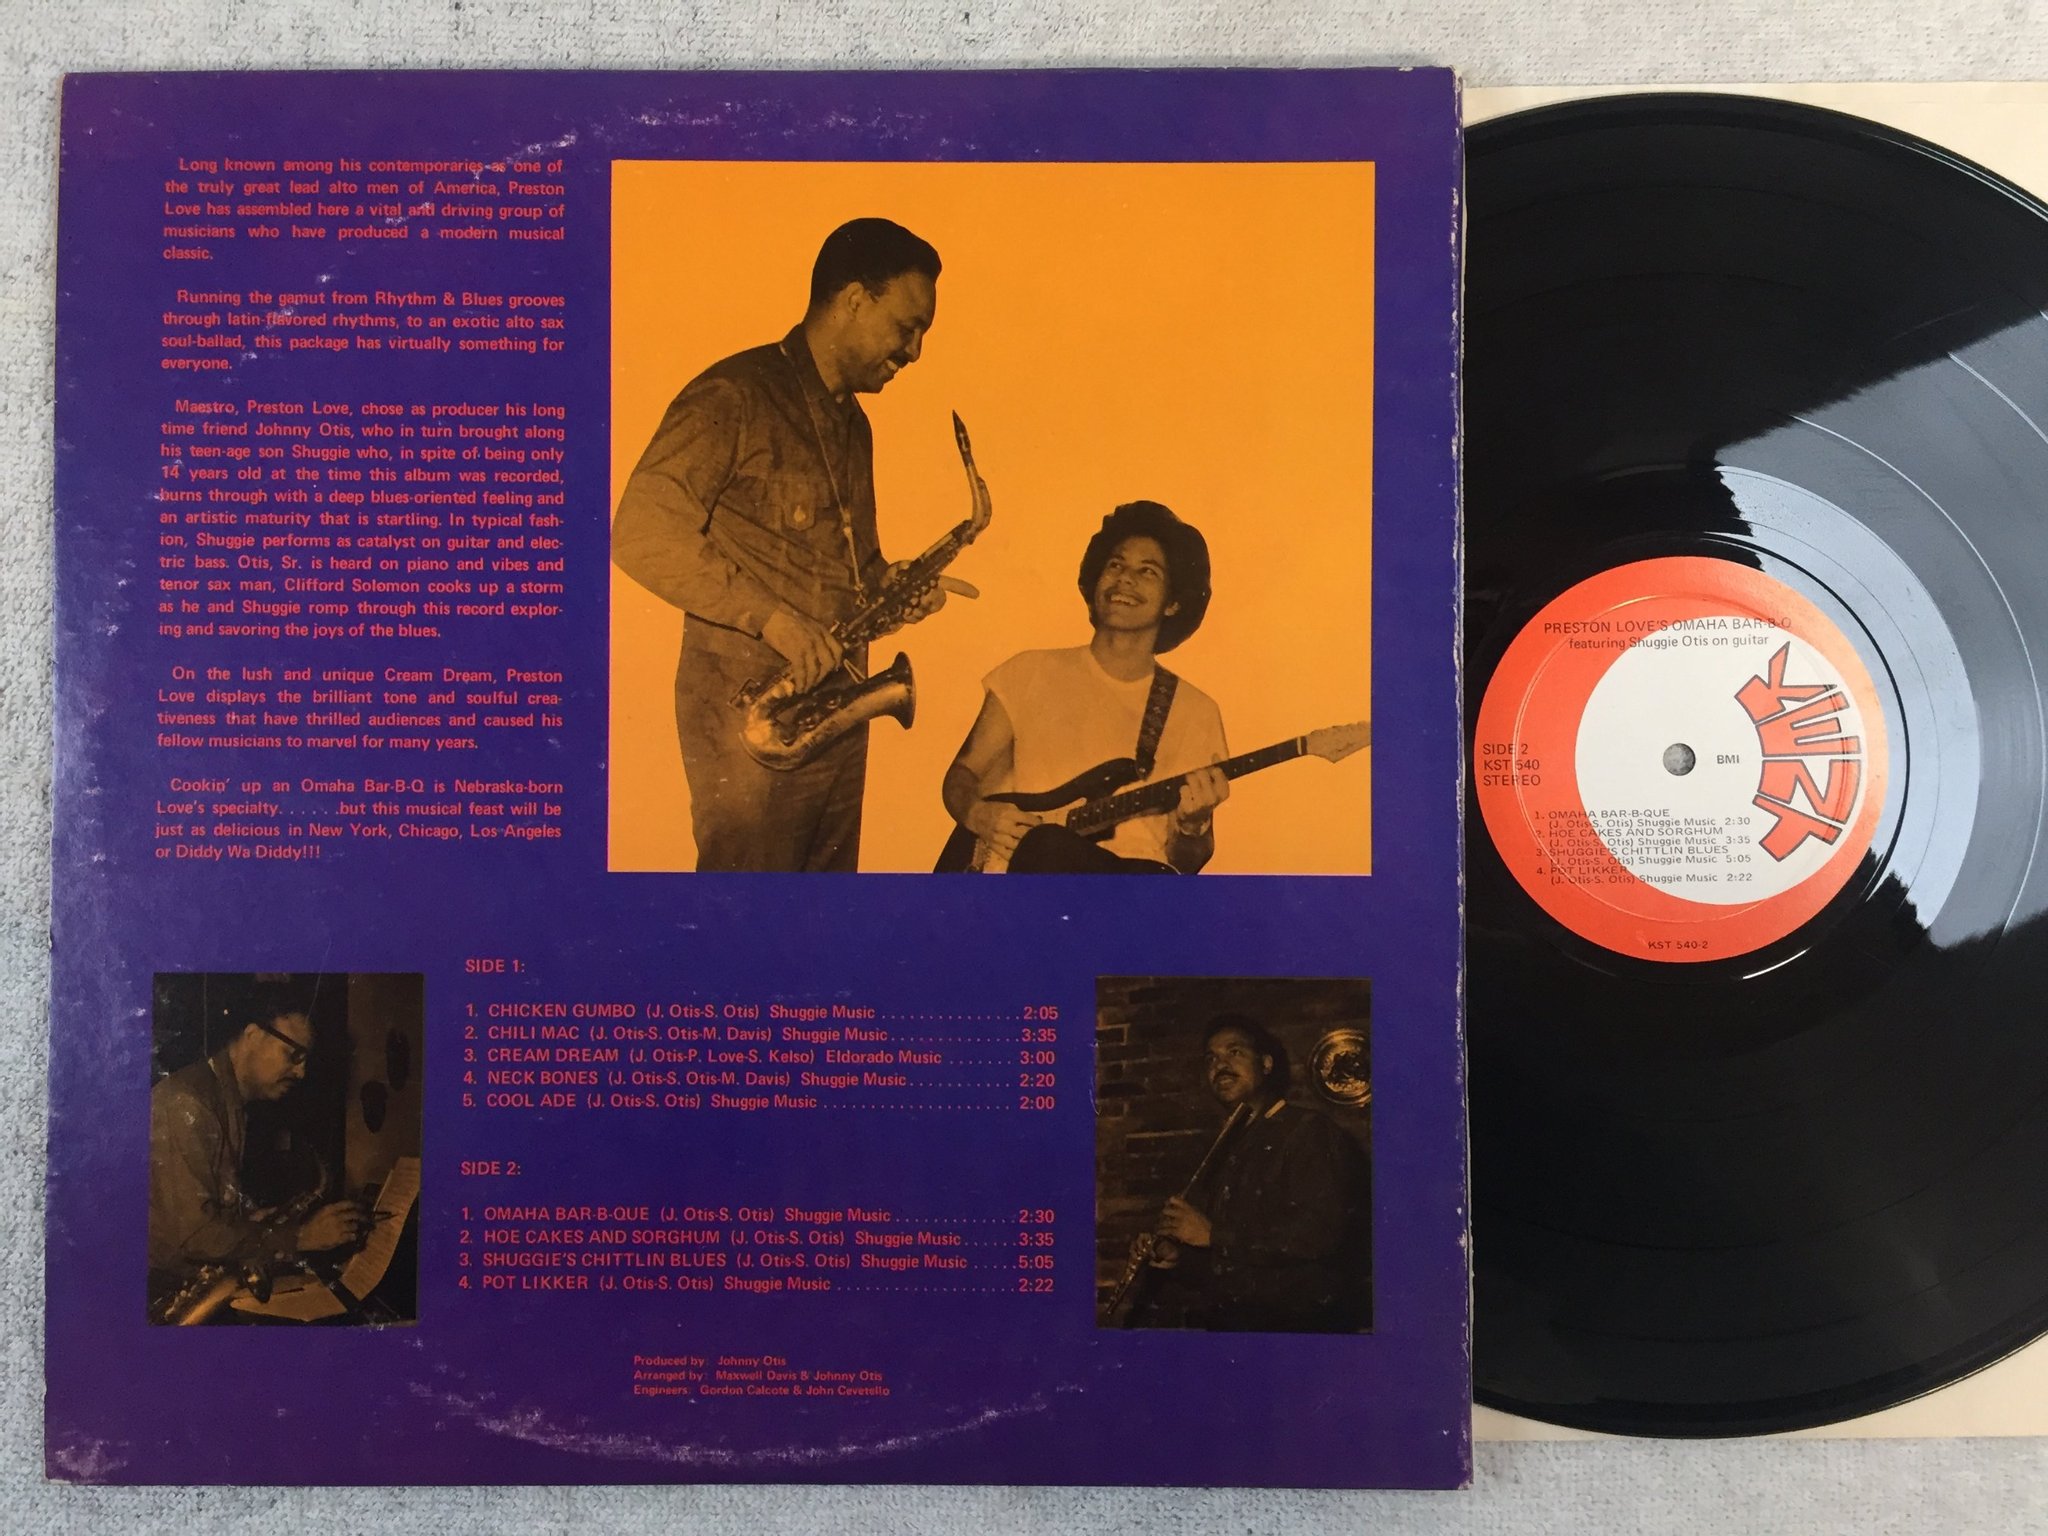 Long known among his contemporaries as one of
the truly great lead alto men of America, Preston
Love has assembled here a vital and driving group of
musicians who have produced a modern musical
classic.
Running the gamut from Rhythm & Blues grooves
through latin-flavored rhythms, to an exotic alto sax
soul-ballad, this package has virtually something for
everyone.
Maestro, Preston Love, chose as producer his long
time friend Johnny Otis, who in turn brought along
his teen-age son Shuggie who, in spite of being only
14 years old at the time this album was recorded,
burns through with a deep blues-oriented feeling and
an artistic maturity that is startling. In typical fash-
ion, Shuggie performs as catalyst on guitar and elec-
tric bass. Otis, Sr. is heard on piano and vibes and
tenor sax man, Clifford Solomon cooks up a storm
as he and Shuggie romp through this record explor-
ing and savoring the joys of the blues.
On the lush and unique Cream Dream, Preston
Love displays the brilliant tone and soulful crea-
tiveness that have thrilled audiences and caused his
fellow musicians to marvel for many years.
Cookin' up an Omaha Bar-B-Q is Nebraska-born
Love's specialty. . . . . .but this musical feast will be
just as delicious in New York, Chicago, Los Angeles
or Diddy Wa Diddy!!!
SIDE 1:
1. CHICKEN GUMBO (J. Otis-S. Otis) Shuggie Music . . . . . . . . . . . . . . . 2:05
2. CHILI MAC (J. Otis-S. Otis-M. Davis) Shuggie Music . . . . . . . . . . . . . . 3:35
3. CREAM DREAM (J. Otis-P. Love-S. Kelso) Eldorado Music . . . . . . . 3:00
4. NECK BONES (J. Otis-S. Otis-M. Davis) Shuggie Music . . . . . . . . . . . 2:20
5. COOL ADE (J. Otis-S. Otis) Shuggie Music . . . . . . . . . . . . . . . . . . . . 2:00
SIDE 2:
1. OMAHA BAR-B-QUE (J. Otis-S. Otis) Shuggie Music . . . . . . . . . . . . . 2:30
2. HOE CAKES AND SORGHUM (J. Otis-S. Otis) Shuggie Music . . . . . . 3:35
3. SHUGGIE'S CHITTLIN BLUES (J. Otis-S. Otis) Shuggie Music . . . . . 5:05
4. POT LIKKER (J. Otis-S. Otis) Shuggie Music . . . . . . . . . . . . . . . . . . . 2:22
Produced by: Johnny Otis
Arranged by: Maxwell Davis & Johnny Otis
Engineers: Gordon Calcote & John Cevetello
PRESTON LOVE'S OMAHA BAR-B-Q
featuring Shuggie Otis on guitar
KENT
SIDE 2
KST 540
STEREO
BMI
1. OMAHA BAR-B-QUE
(J. Otis-S. Otis) Shuggie Music 2:30
2. HOE CAKES AND SORGHUM
(J. Otis-S. Otis) Shuggie Music 3:35
3. SHUGGIE'S CHITTLIN BLUES
(J. Otis-S. Otis) Shuggie Music 5:05
4. POT LIKKER
(J. Otis-S. Otis) Shuggie Music 2:22
KST 540-2